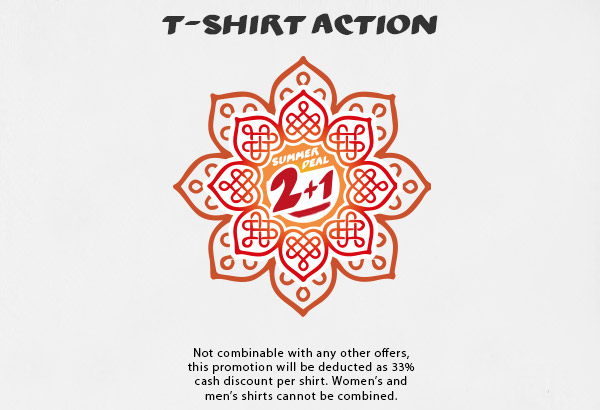 T-SHIRT ACTION
SUMMER
DEAL
2+1
Not combinable with any other offers,
this promotion will be deducted as 33%
cash discount per shirt. Women's and
men's shirts cannot be combined.